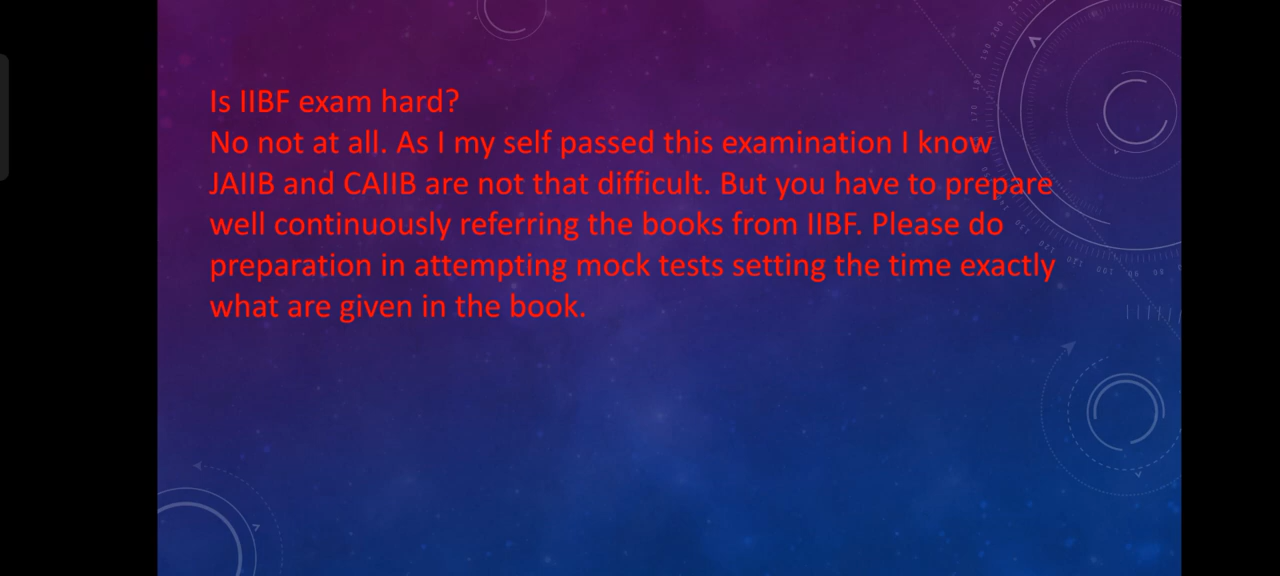 Is IIBF exam hard?
No not at all. As I my self passed this examination I know
JAIIB and CAIIB are not that difficult. But you have to prepare
well continuously referring the books from IIBF. Please do
preparation in attempting mock tests setting the time exactly
what are given in the book.